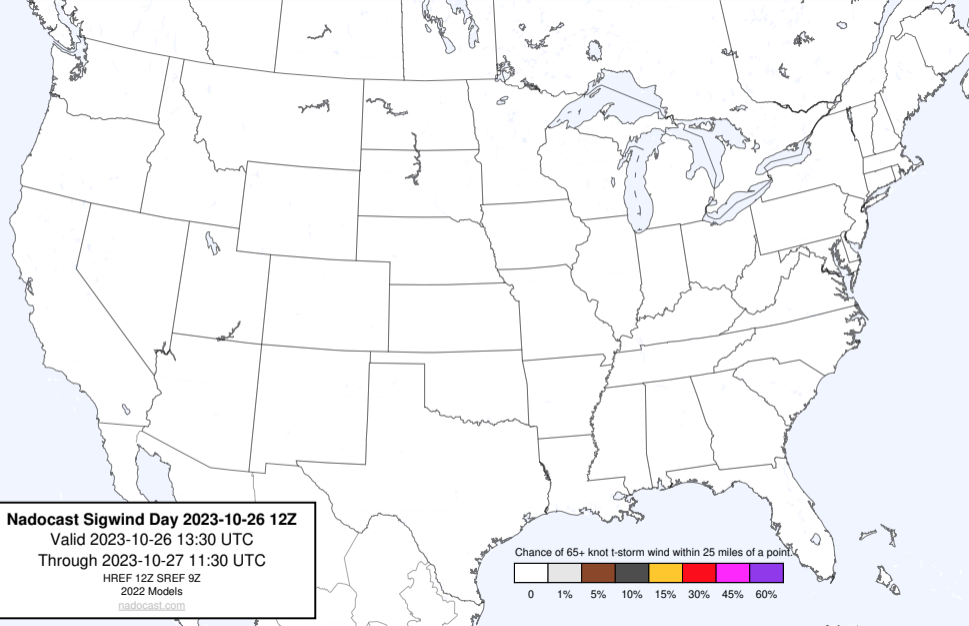 Nadocast Sigwind Day 2023-10-26 12Z
Valid 2023-10-26 13:30 UTC
Through 2023-10-27 11:30 UTC
HREF 12Z SREF 9Z
2022 Models
nadocast.com
Chance of 65+ knot t-storm wind within 25 miles of a point.
0 1% 5% 10% 15% 30% 45% 60%